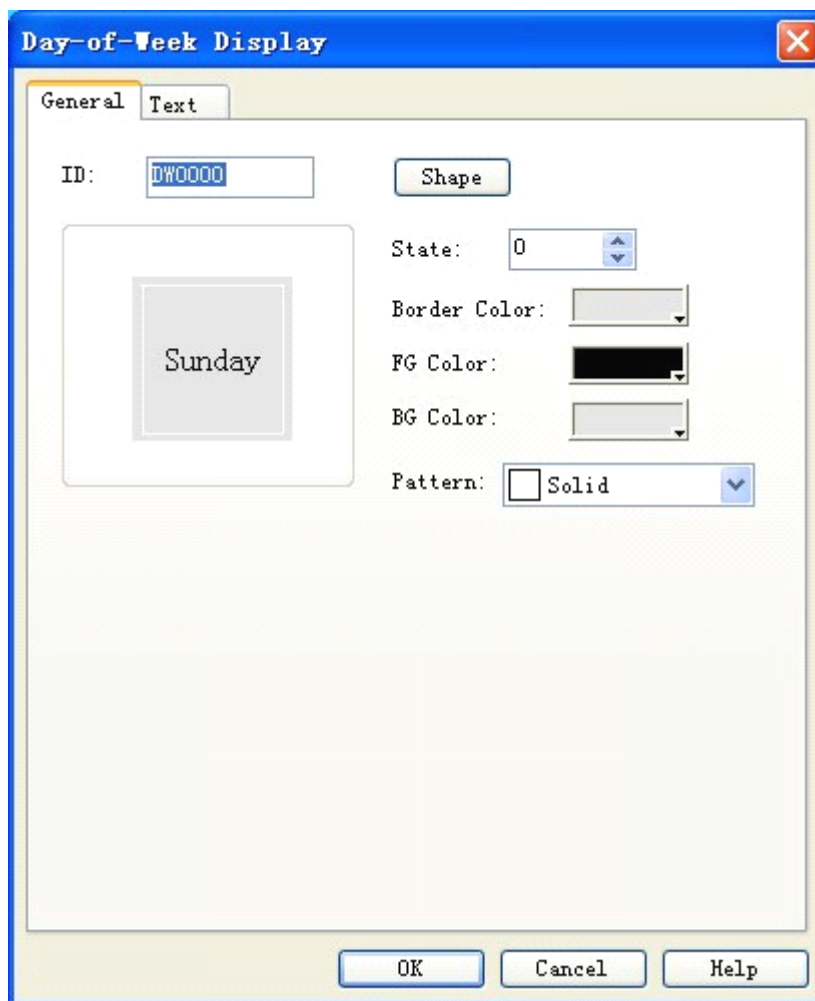 Day-of-Week Display
General Text
ID: DW0000 Shape
State: 0
Border Color:
Sunday
FG Color:
BG Color:
Pattern: Solid
OK Cancel Help